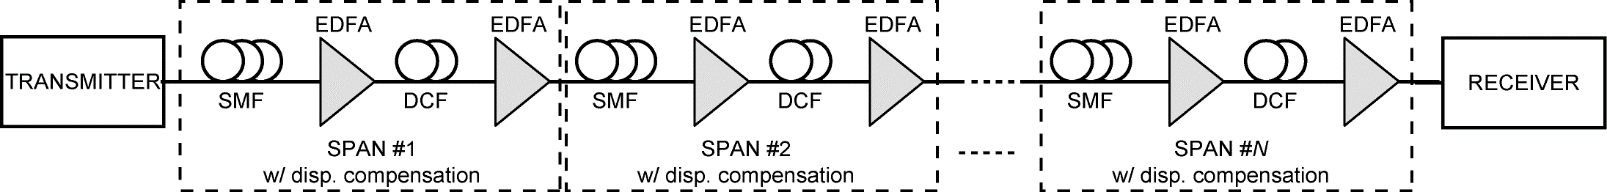 EDFA EDFA EDFA EDFA EDFA EDFA
TRANSMITTER RECEIVER
SMF DCF SMF DCF SMF DCF
SPAN #1 SPAN #2 SPAN #N
w/ disp. compensation w/ disp. compensation w/ disp. compensation